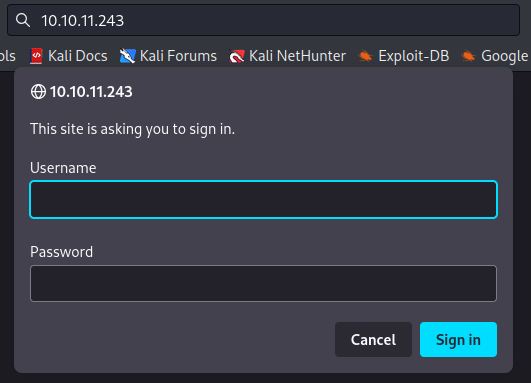 10.10.11.243
ols Kali Docs Kali Forums Kali NetHunter Exploit-DB Google
10.10.11.243
This site is asking you to sign in.
Username
Password
Cancel Sign in